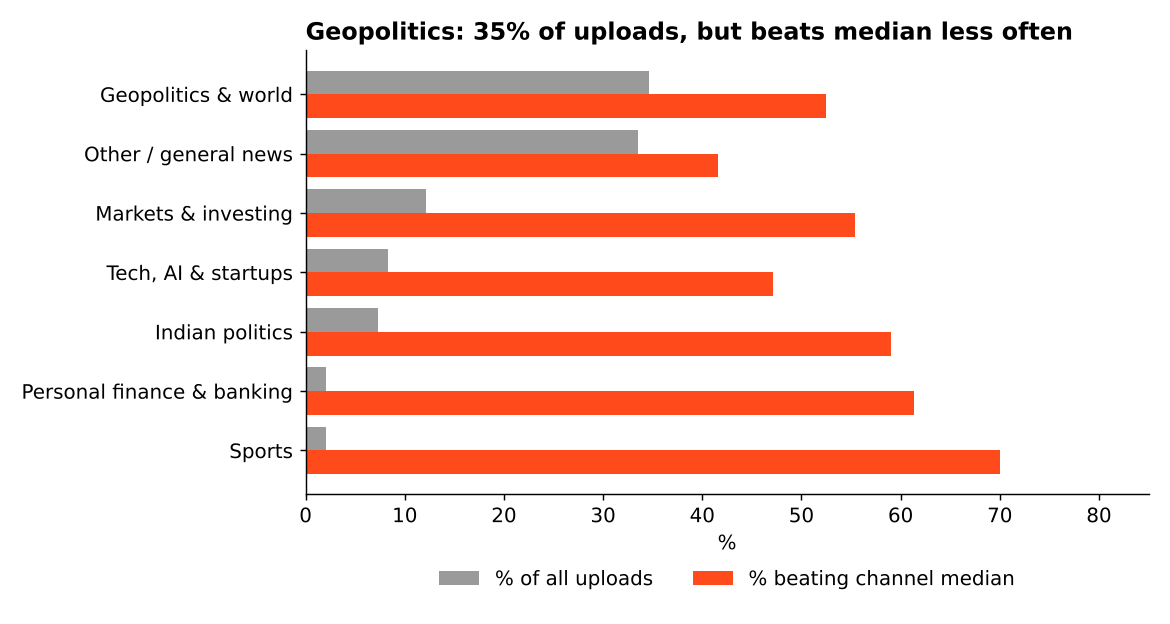 Geopolitics: 35% of uploads, but beats median less often
Geopolitics & world
Other / general news
Markets & investing
Tech, AI & startups
Indian politics
Personal finance & banking
Sports
0 10 20 30 40 50 60 70 80
%
% of all uploads % beating channel median